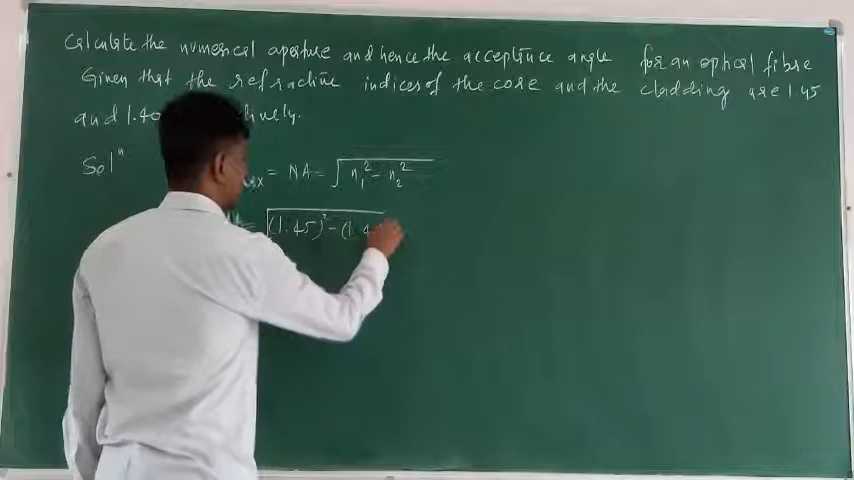 Calculate the numerical aperture and hence the acceptance angle for an optical fibre
Given that the refractive indices of the core and the cladding are 1.45
and 1.40
Solⁿ = NA = √n₁² - n₂²
= √(1.45)² - (1.4